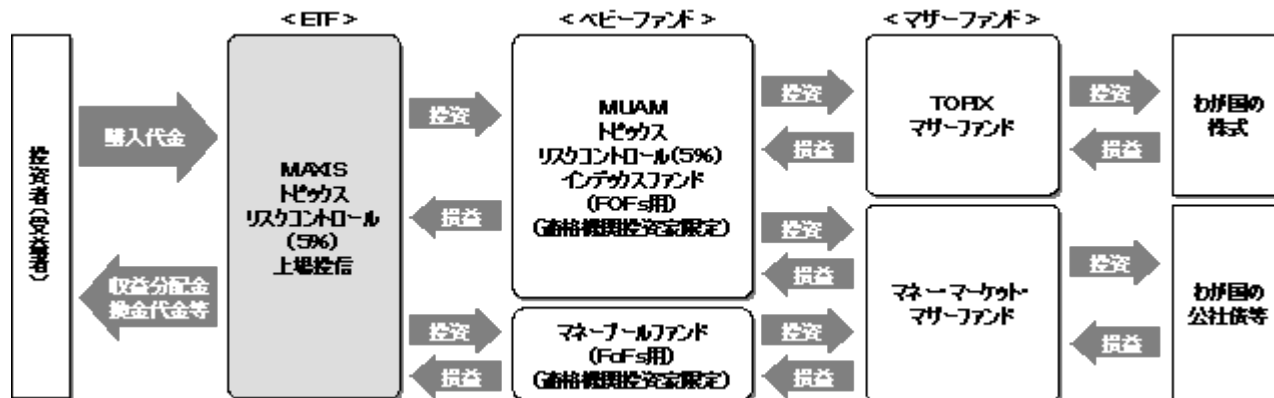 ＜ETF＞
＜ベビーファンド＞
＜マザーファンド＞
投資者(受益者)
購入代金
収益分配金
換金代金等
MAXIS
トピックス
リスクコントロール
(5%)
上場投信
投資
損益
投資
損益
MUAM
トピックス
リスクコントロール(5%)
インデックスファンド
(FOFs用)
(適格機関投資家限定)
マネープールファンド
(FoFs用)
(適格機関投資家限定)
投資
損益
投資
損益
投資
損益
TOPIX
マザーファンド
マネー・マーケット・
マザーファンド
投資
損益
投資
損益
わが国の
株式
わが国の
公社債等